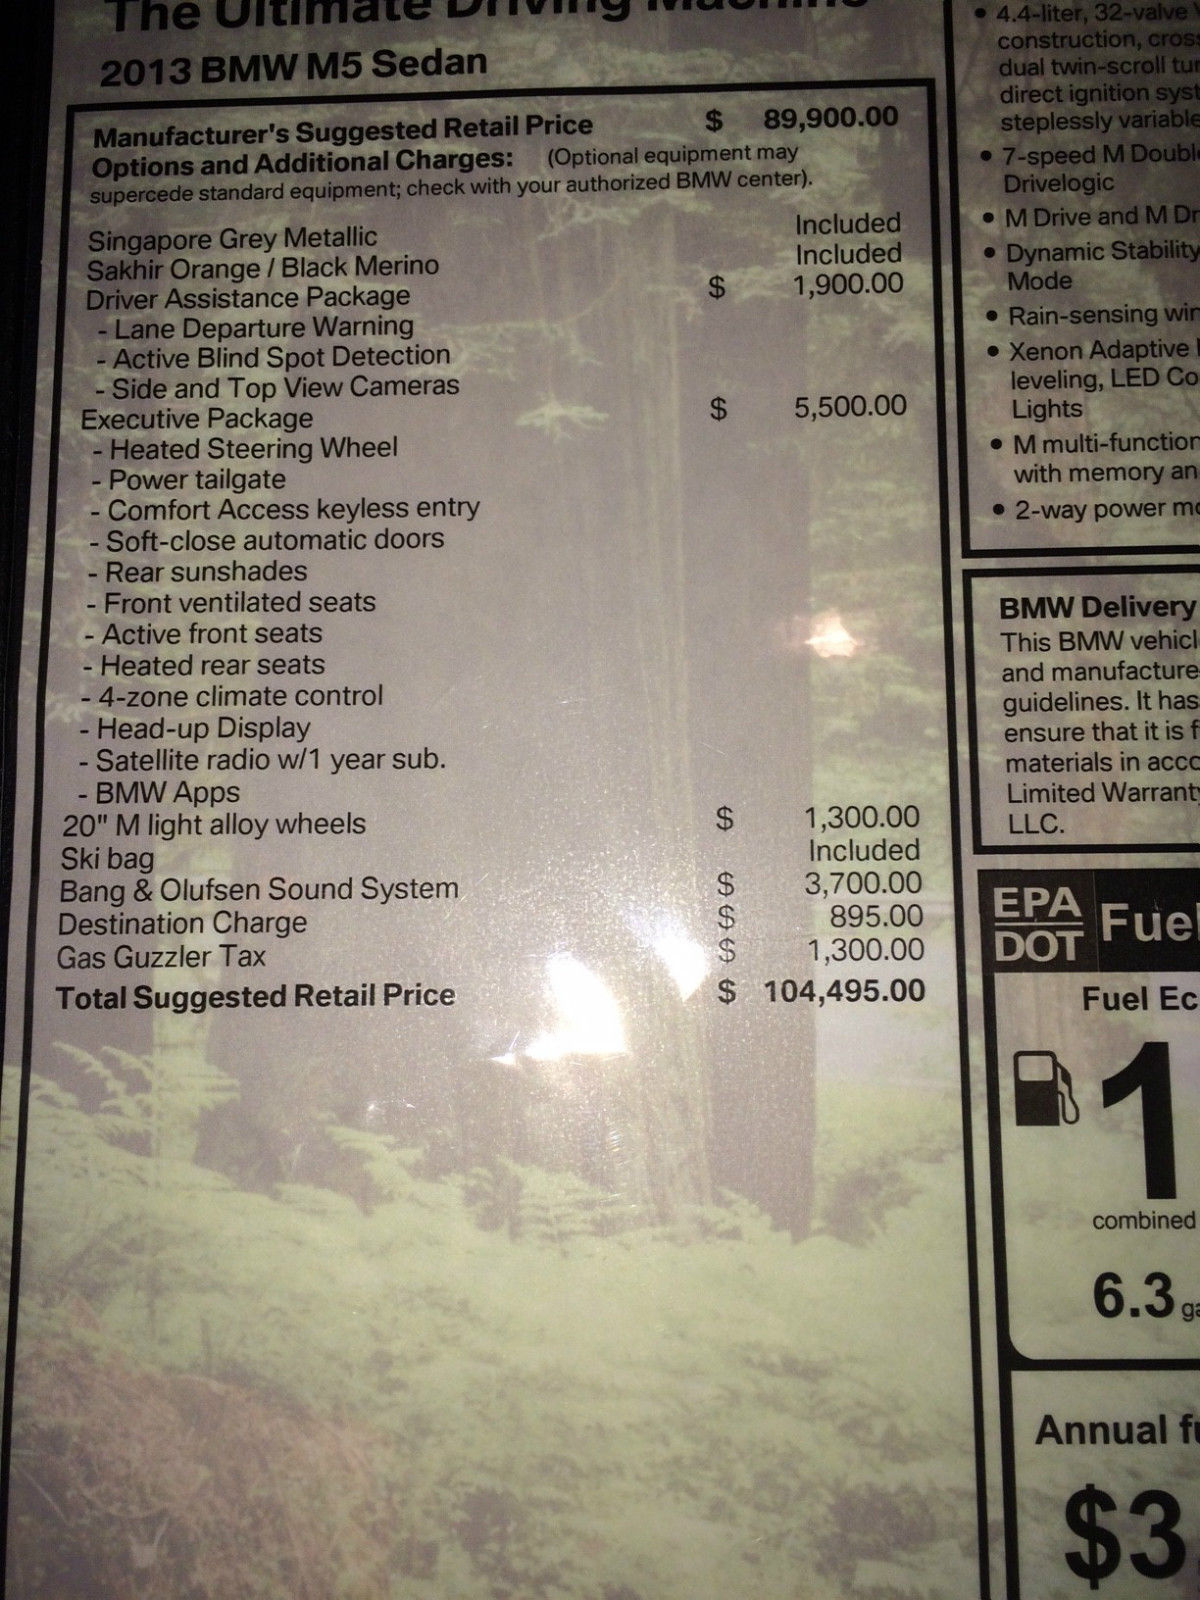 The Ultimate Driving Machine
2013 BMW M5 Sedan
Manufacturer's Suggested Retail Price $ 89,900.00
Options and Additional Charges: (Optional equipment may
supercede standard equipment; check with your authorized BMW center).
Singapore Grey Metallic Included
Sakhir Orange / Black Merino Included
Driver Assistance Package $ 1,900.00
- Lane Departure Warning
- Active Blind Spot Detection
- Side and Top View Cameras
Executive Package $ 5,500.00
- Heated Steering Wheel
- Power tailgate
- Comfort Access keyless entry
- Soft-close automatic doors
- Rear sunshades
- Front ventilated seats
- Active front seats
- Heated rear seats
- 4-zone climate control
- Head-up Display
- Satellite radio w/1 year sub.
- BMW Apps
20" M light alloy wheels $ 1,300.00
Ski bag Included
Bang & Olufsen Sound System $ 3,700.00
Destination Charge $ 895.00
Gas Guzzler Tax $ 1,300.00
Total Suggested Retail Price $ 104,495.00
• 4.4-liter, 32-valve
construction,
dual twin-scroll
direct ignition
steplessly variable
• 7-speed M
Drivelogic
• M Drive and M
• Dynamic Stability
Mode
• Rain-sensing
• Xenon Adaptive
leveling, LED
Lights
• M multi-function
with memory
• 2-way power
BMW Delivery
This BMW
and
guidelines. It has
ensure that it is
materials in
Limited
LLC.
EPA
DOT
Fuel
1
combined
6.3
Annual
$3